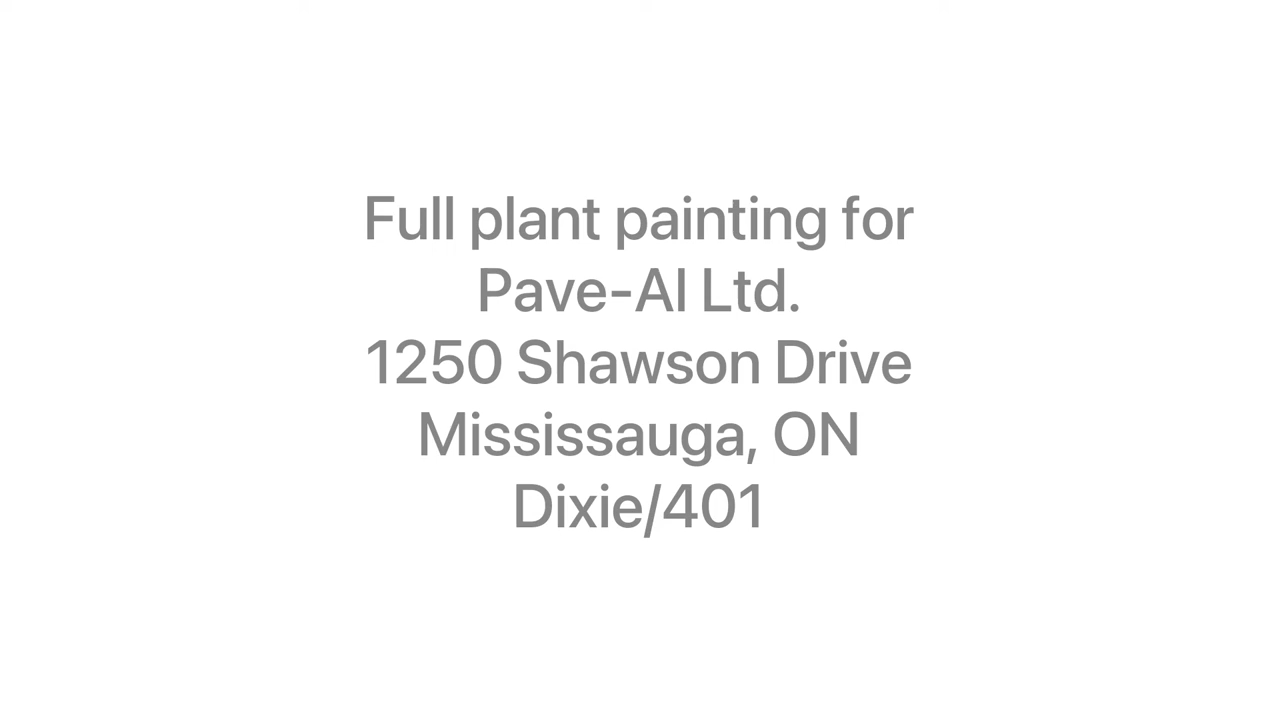 Full plant painting for
Pave-Al Ltd.
1250 Shawson Drive
Mississauga, ON
Dixie/401